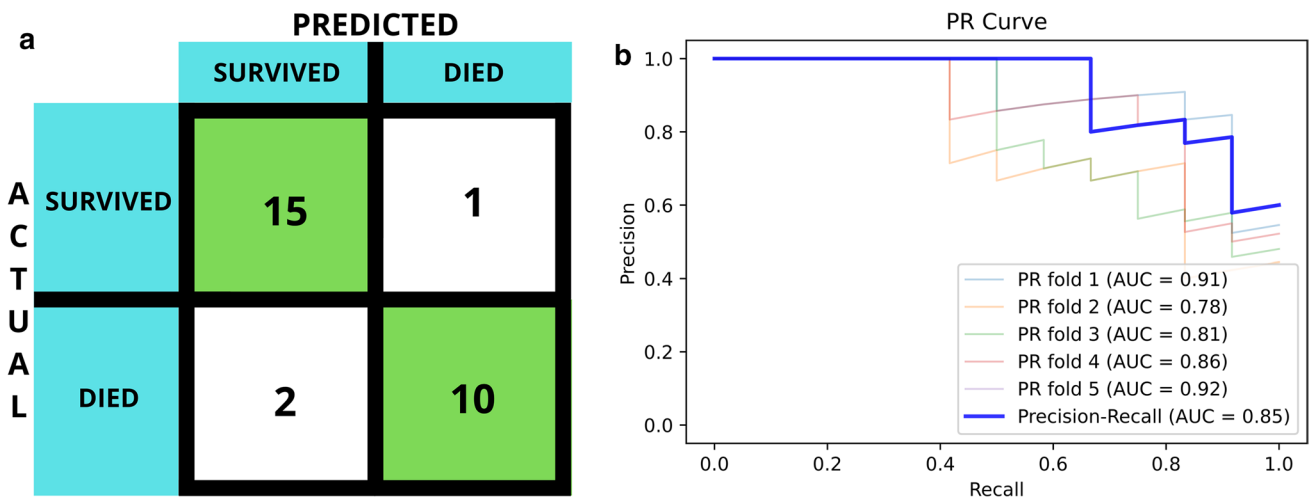 a
PREDICTED
SURVIVED DIED
ACTUAL
SURVIVED 15 1
DIED 2 10
b
PR Curve
Precision
1.0
0.8
0.6
0.4
0.2
0.0
PR fold 1 (AUC = 0.91)
PR fold 2 (AUC = 0.78)
PR fold 3 (AUC = 0.81)
PR fold 4 (AUC = 0.86)
PR fold 5 (AUC = 0.92)
Precision-Recall (AUC = 0.85)
0.0 0.2 0.4 0.6 0.8 1.0
Recall